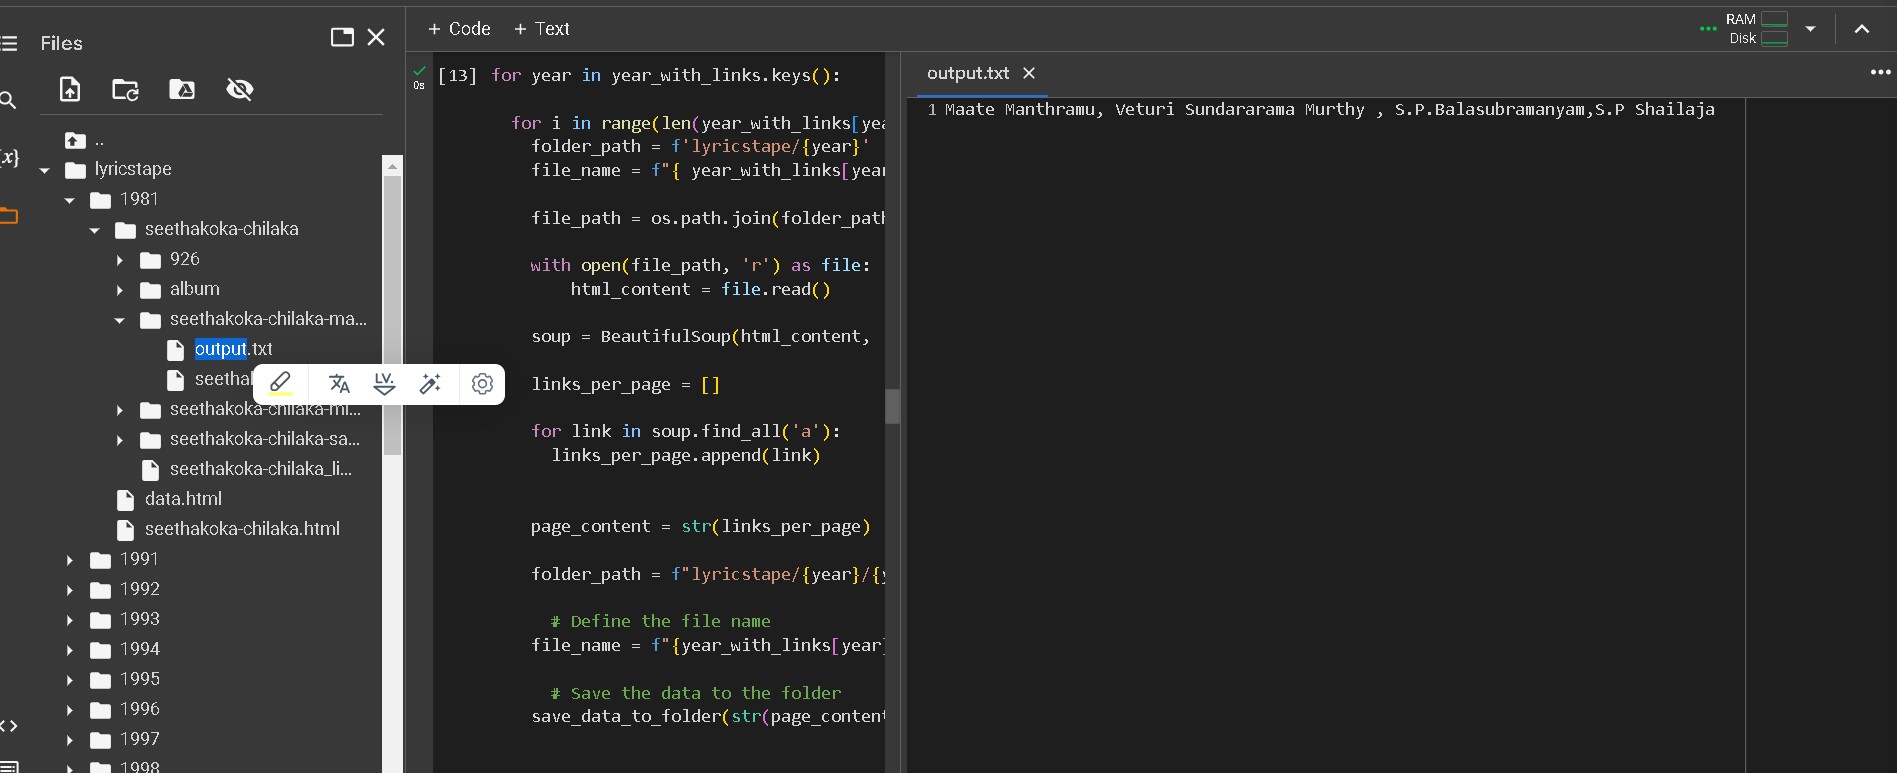 Files
..
lyricstape
1981
seethakoka-chilaka
926
album
seethakoka-chilaka-ma...
output.txt
seethakoka-chilaka-sa...
seethakoka-chilaka_li...
data.html
seethakoka-chilaka.html
1991
1992
1993
1994
1995
1996
1997
1998
{x}
<>
+ Code + Text
0s
[13] for year in year_with_links.keys():
for i in range(len(year_with_links[yea
folder_path = f'lyricstape/{year}'
file_name = f"{ year_with_links[year
file_path = os.path.join(folder_path
with open(file_path, 'r') as file:
html_content = file.read()
soup = BeautifulSoup(html_content,
links_per_page = []
for link in soup.find_all('a'):
links_per_page.append(link)
page_content = str(links_per_page)
folder_path = f"lyricstape/{year}/{y
# Define the file name
file_name = f"{year_with_links[year]
# Save the data to the folder
save_data_to_folder(str(page_content
LV.
RAM
Disk
output.txt
1 Maate Manthramu, Veturi Sundararama Murthy , S.P.Balasubramanyam,S.P Shailaja